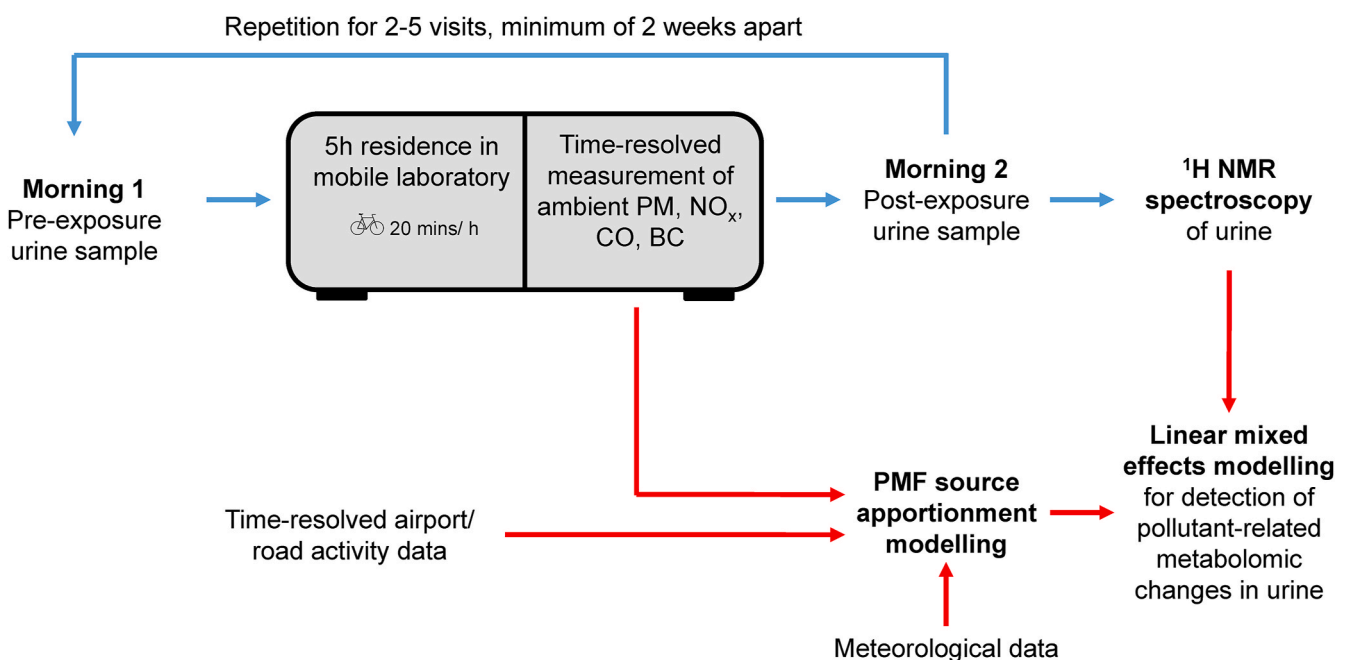 Repetition for 2-5 visits, minimum of 2 weeks apart
Morning 1
Pre-exposure
urine sample
5h residence in
mobile laboratory
20 mins/ h
Time-resolved
measurement of
ambient PM, NOₓ,
CO, BC
Morning 2
Post-exposure
urine sample
¹H NMR
spectroscopy
of urine
Time-resolved airport/
road activity data
PMF source
apportionment
modelling
Meteorological data
Linear mixed
effects modelling
for detection of
pollutant-related
metabolomic
changes in urine